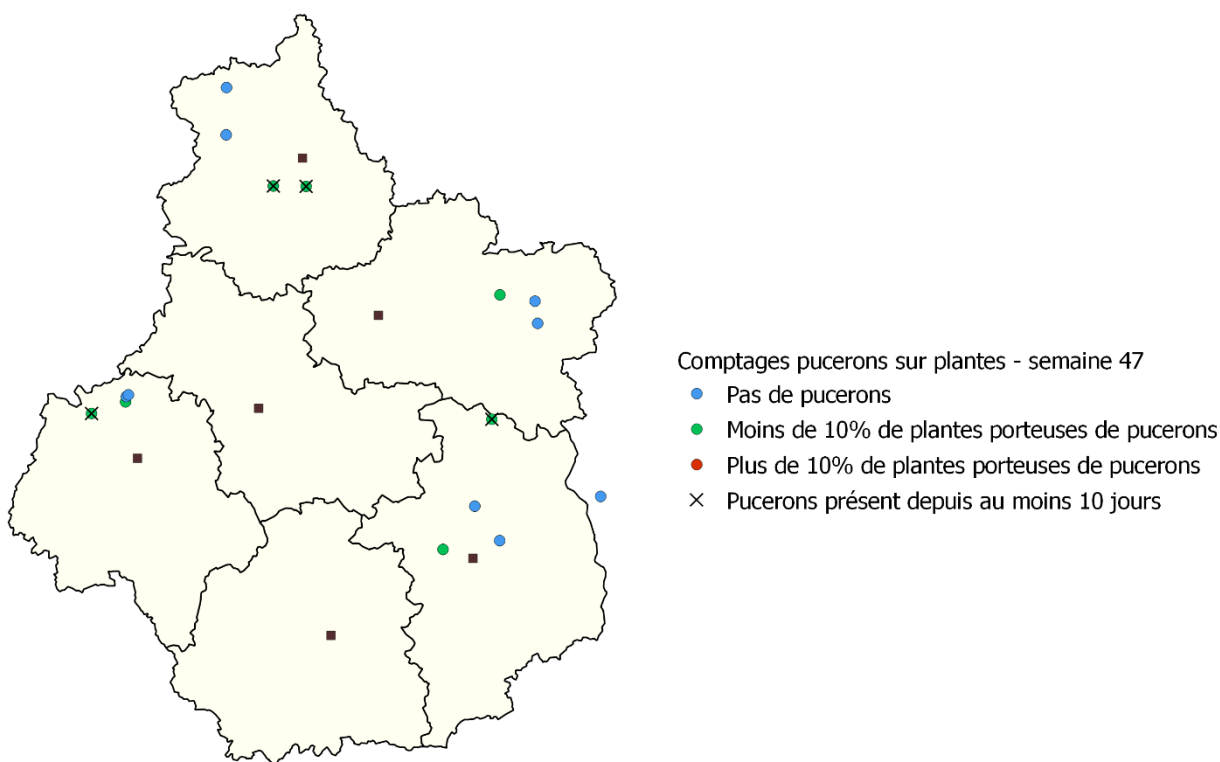 Comptages pucerons sur plantes - semaine 47
Pas de pucerons
Moins de 10% de plantes porteuses de pucerons
Plus de 10% de plantes porteuses de pucerons
Pucerons présent depuis au moins 10 jours